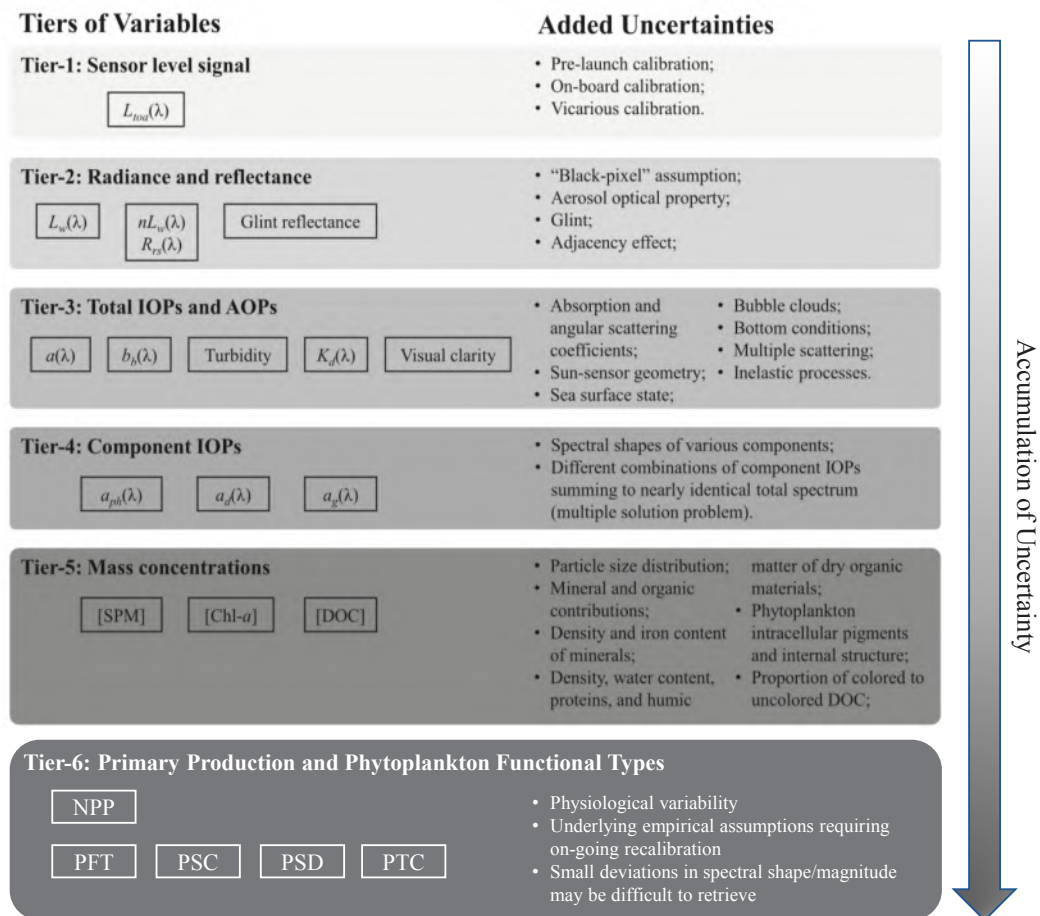 Tiers of Variables
Added Uncertainties
Tier-1: Sensor level signal
L_toa(λ)
• Pre-launch calibration;
• On-board calibration;
• Vicarious calibration.
Tier-2: Radiance and reflectance
L_w(λ)
nL_w(λ)
R_rs(λ)
Glint reflectance
• “Black-pixel” assumption;
• Aerosol optical property;
• Glint;
• Adjacency effect;
Tier-3: Total IOPs and AOPs
a(λ)
b_b(λ)
Turbidity
K_d(λ)
Visual clarity
• Absorption and
angular scattering
coefficients;
• Sun-sensor geometry;
• Sea surface state;
• Bubble clouds;
• Bottom conditions;
• Multiple scattering;
• Inelastic processes.
Tier-4: Component IOPs
a_ph(λ)
a_d(λ)
a_g(λ)
• Spectral shapes of various components;
• Different combinations of component IOPs
summing to nearly identical total spectrum
(multiple solution problem).
Tier-5: Mass concentrations
[SPM]
[Chl-a]
[DOC]
• Particle size distribution;
• Mineral and organic
contributions;
• Density and iron content
of minerals;
• Density, water content,
proteins, and humic
matter of dry organic
materials;
• Phytoplankton
intracellular pigments
and internal structure;
• Proportion of colored to
uncolored DOC;
Tier-6: Primary Production and Phytoplankton Functional Types
NPP
PFT
PSC
PSD
PTC
• Physiological variability
• Underlying empirical assumptions requiring
on-going recalibration
• Small deviations in spectral shape/magnitude
may be difficult to retrieve
Accumulation of Uncertainty